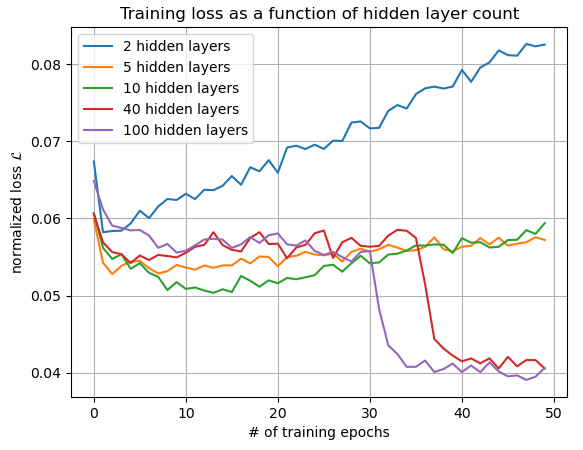 Training loss as a function of hidden layer count
2 hidden layers
5 hidden layers
10 hidden layers
40 hidden layers
100 hidden layers
normalized loss ℒ
0.08
0.07
0.06
0.05
0.04
0 10 20 30 40 50
# of training epochs